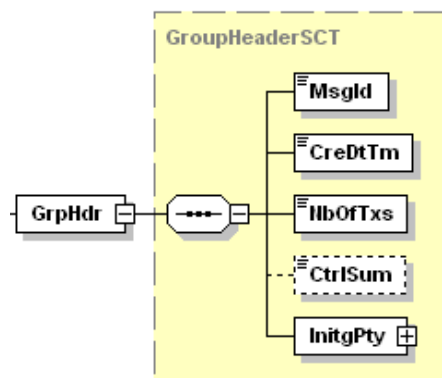 GroupHeaderSCT
MsgId
CreDtTm
GrpHdr
NbOfTxs
CtrlSum
InitgPty